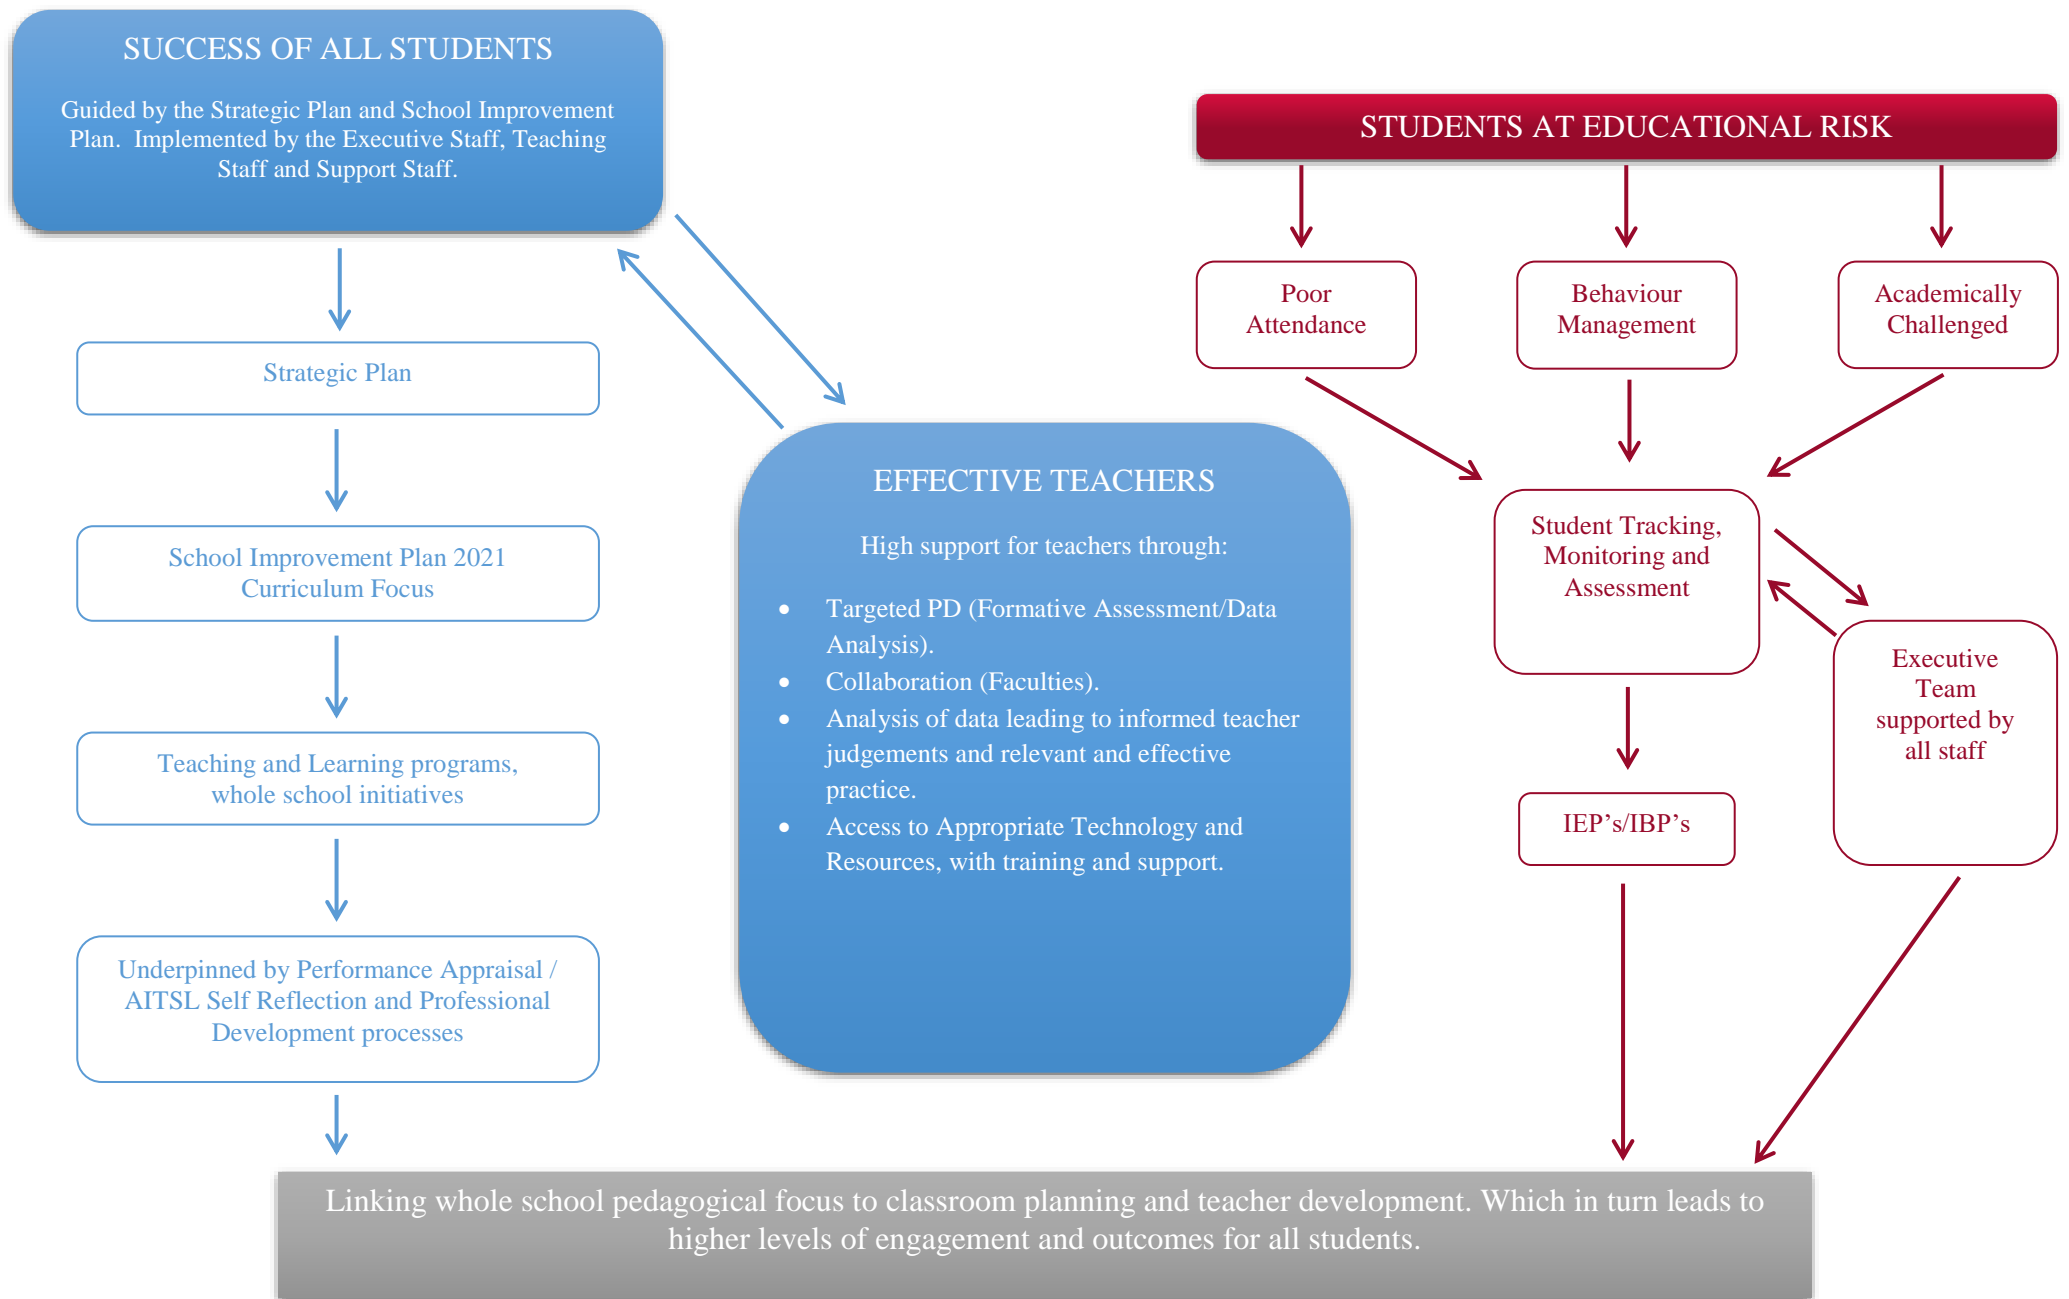 SUCCESS OF ALL STUDENTS
Guided by the Strategic Plan and School Improvement
Plan.  Implemented by the Executive Staff, Teaching
Staff and Support Staff.
Strategic Plan
School Improvement Plan 2021
Curriculum Focus
Teaching and Learning programs,
whole school initiatives
Underpinned by Performance Appraisal /
AITSL Self Reflection and Professional
Development processes
EFFECTIVE TEACHERS
High support for teachers through:
• Targeted PD (Formative Assessment/Data
Analysis).
• Collaboration (Faculties).
• Analysis of data leading to informed teacher
judgements and relevant and effective
practice.
• Access to Appropriate Technology and
Resources, with training and support.
STUDENTS AT EDUCATIONAL RISK
Poor
Attendance
Behaviour
Management
Academically
Challenged
Student Tracking,
Monitoring and
Assessment
Executive
Team
supported by
all staff
IEP’s/IBP’s
Linking whole school pedagogical focus to classroom planning and teacher development. Which in turn leads to
higher levels of engagement and outcomes for all students.